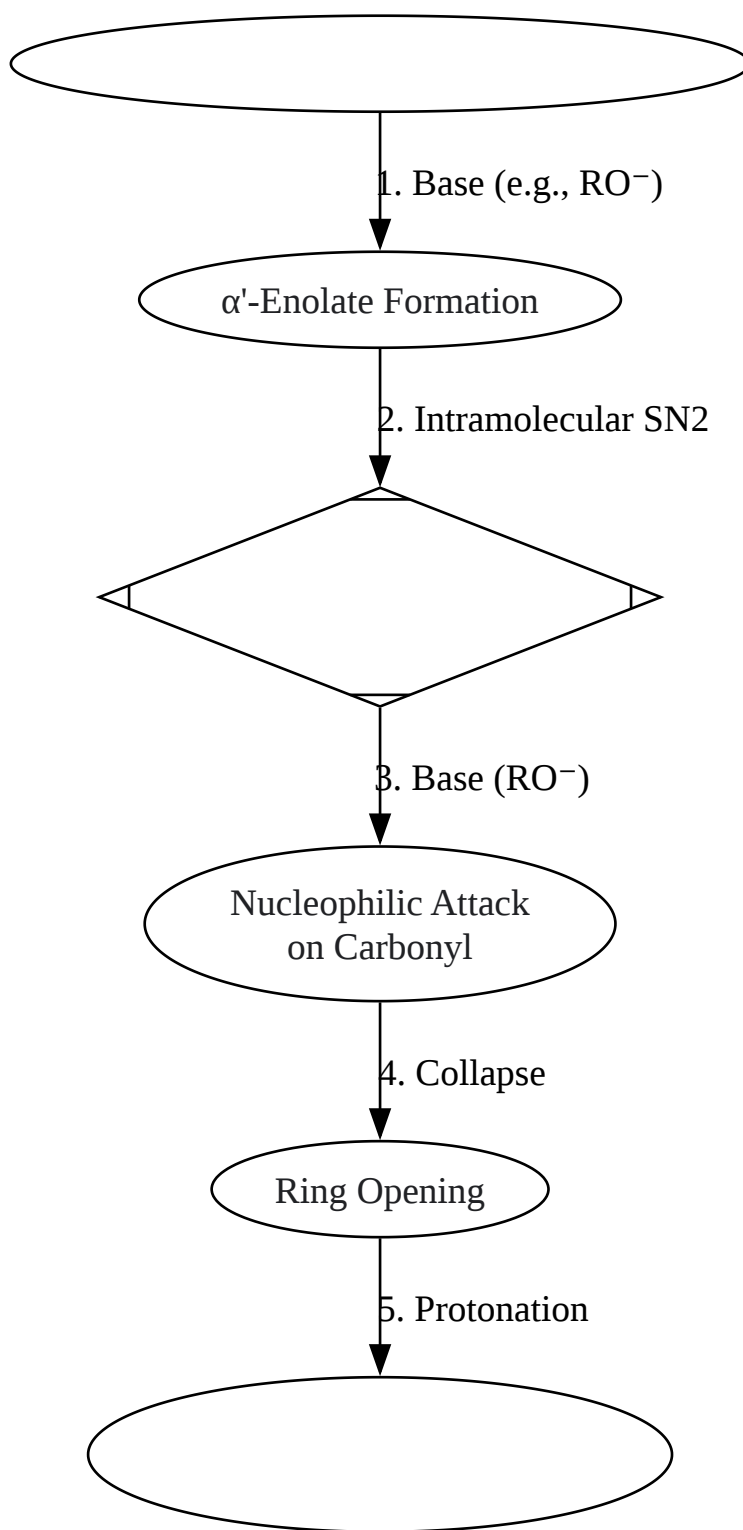 1. Base (e.g., RO⁻)
α'-Enolate Formation
2. Intramolecular SN2
3. Base (RO⁻)
Nucleophilic Attack
on Carbonyl
4. Collapse
Ring Opening
5. Protonation